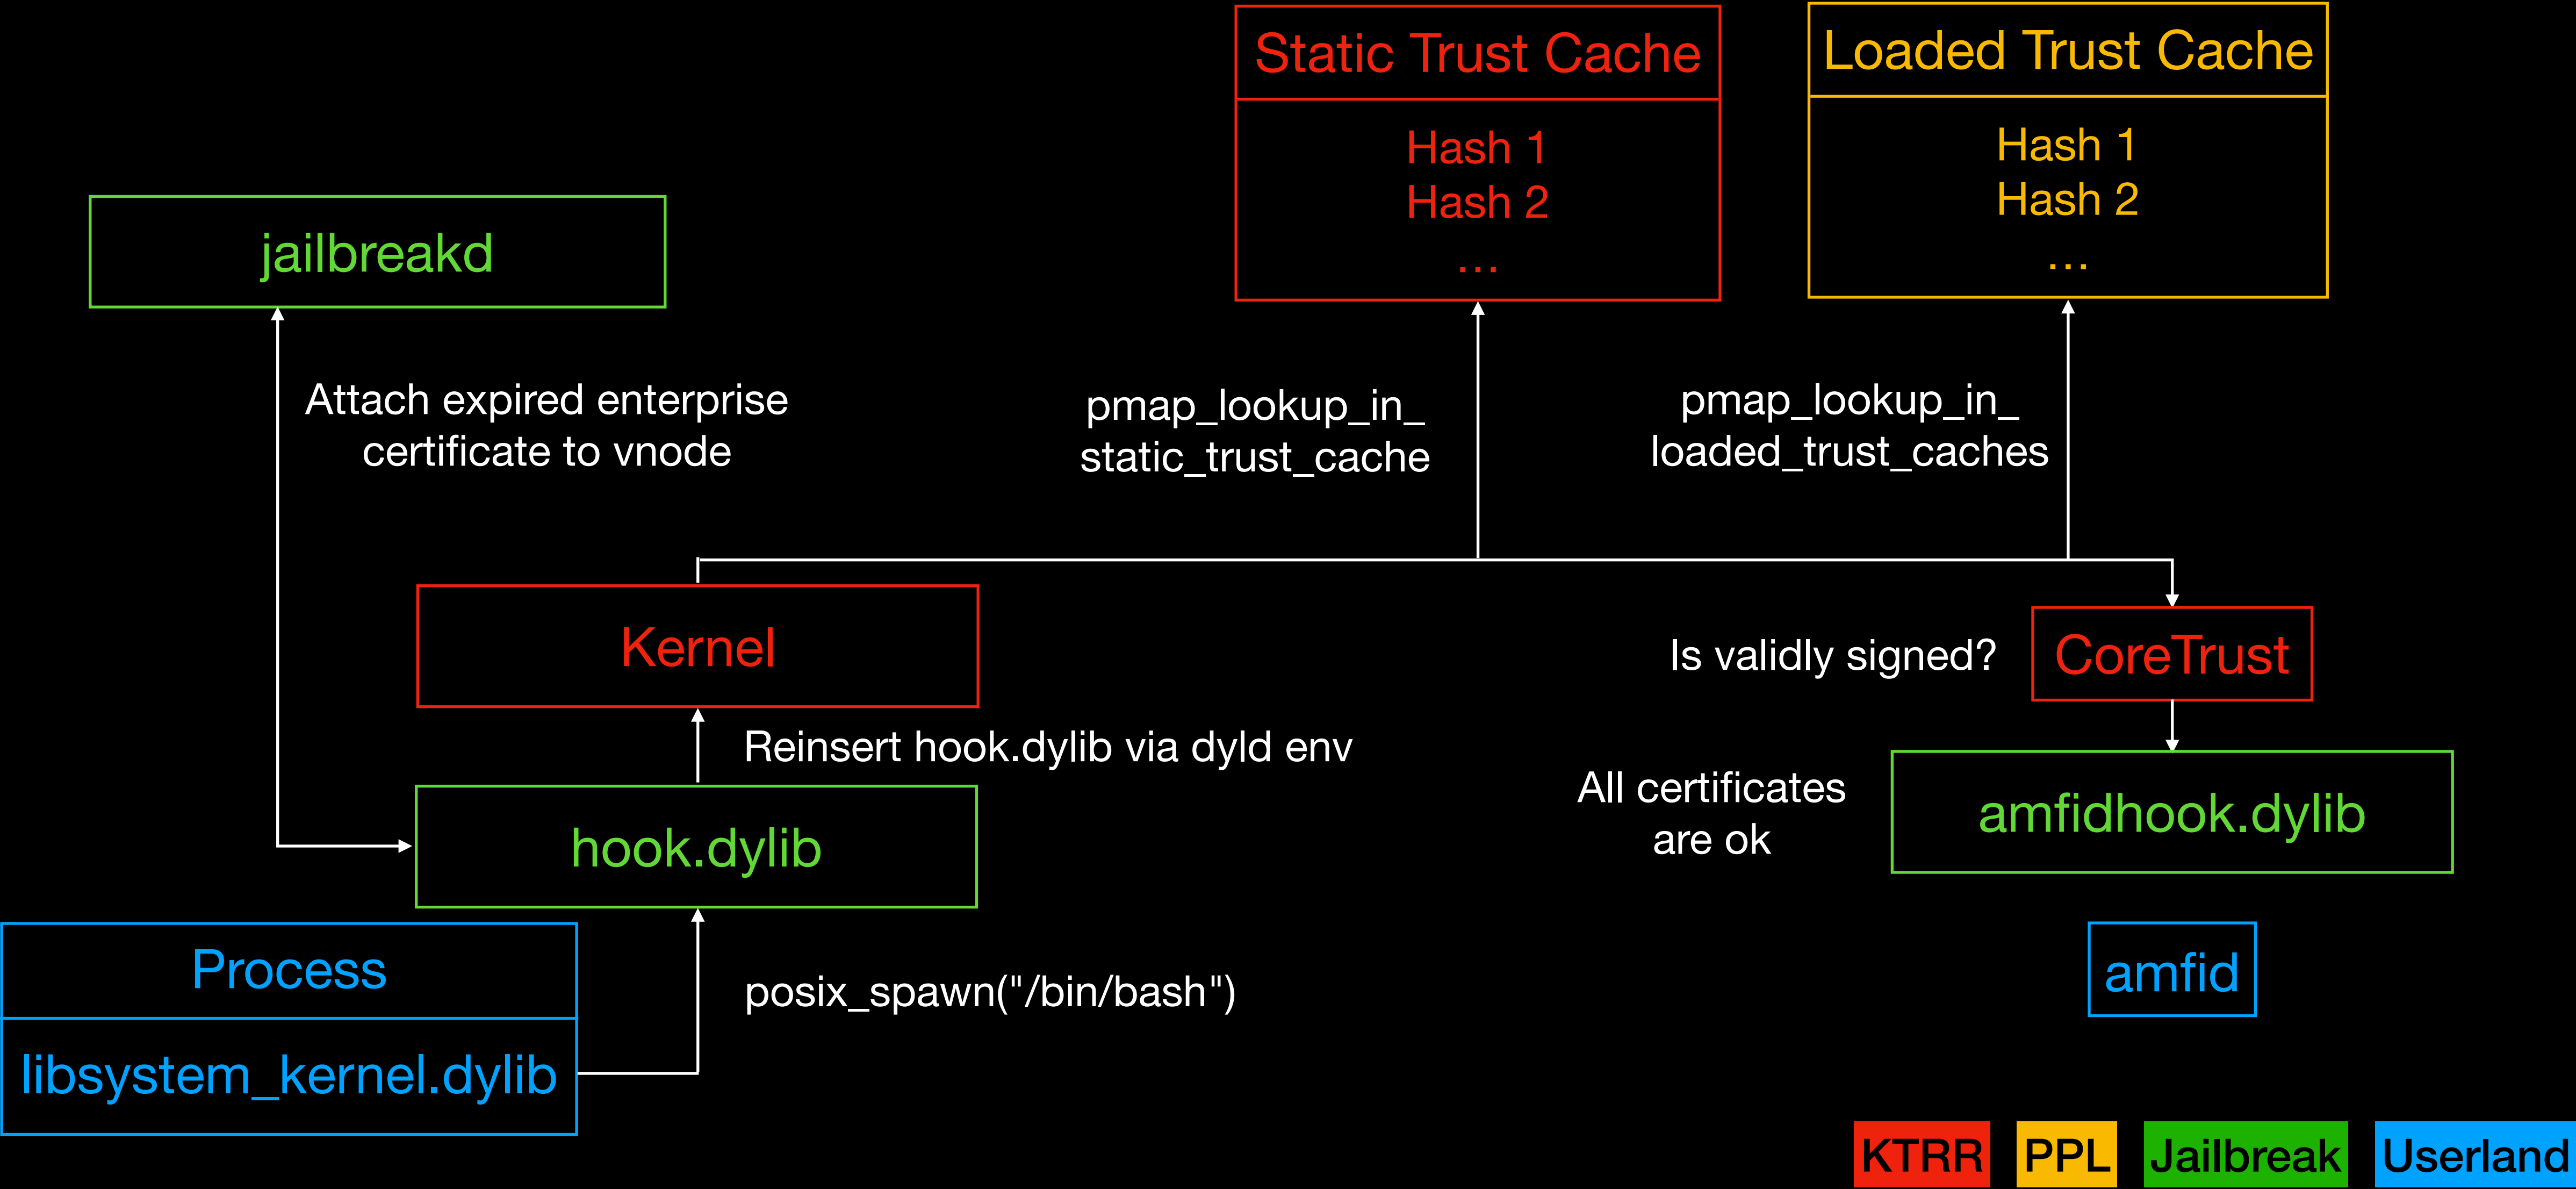 Static Trust Cache
Hash 1
Hash 2
...
Loaded Trust Cache
Hash 1
Hash 2
...
jailbreakd
Attach expired enterprise
certificate to vnode
pmap_lookup_in_
static_trust_cache
pmap_lookup_in_
loaded_trust_caches
Kernel
Is validly signed?
CoreTrust
Reinsert hook.dylib via dyld env
All certificates
are ok
amfidhook.dylib
hook.dylib
Process
libsystem_kernel.dylib
posix_spawn("/bin/bash")
amfid
KTRR
PPL
Jailbreak
Userland